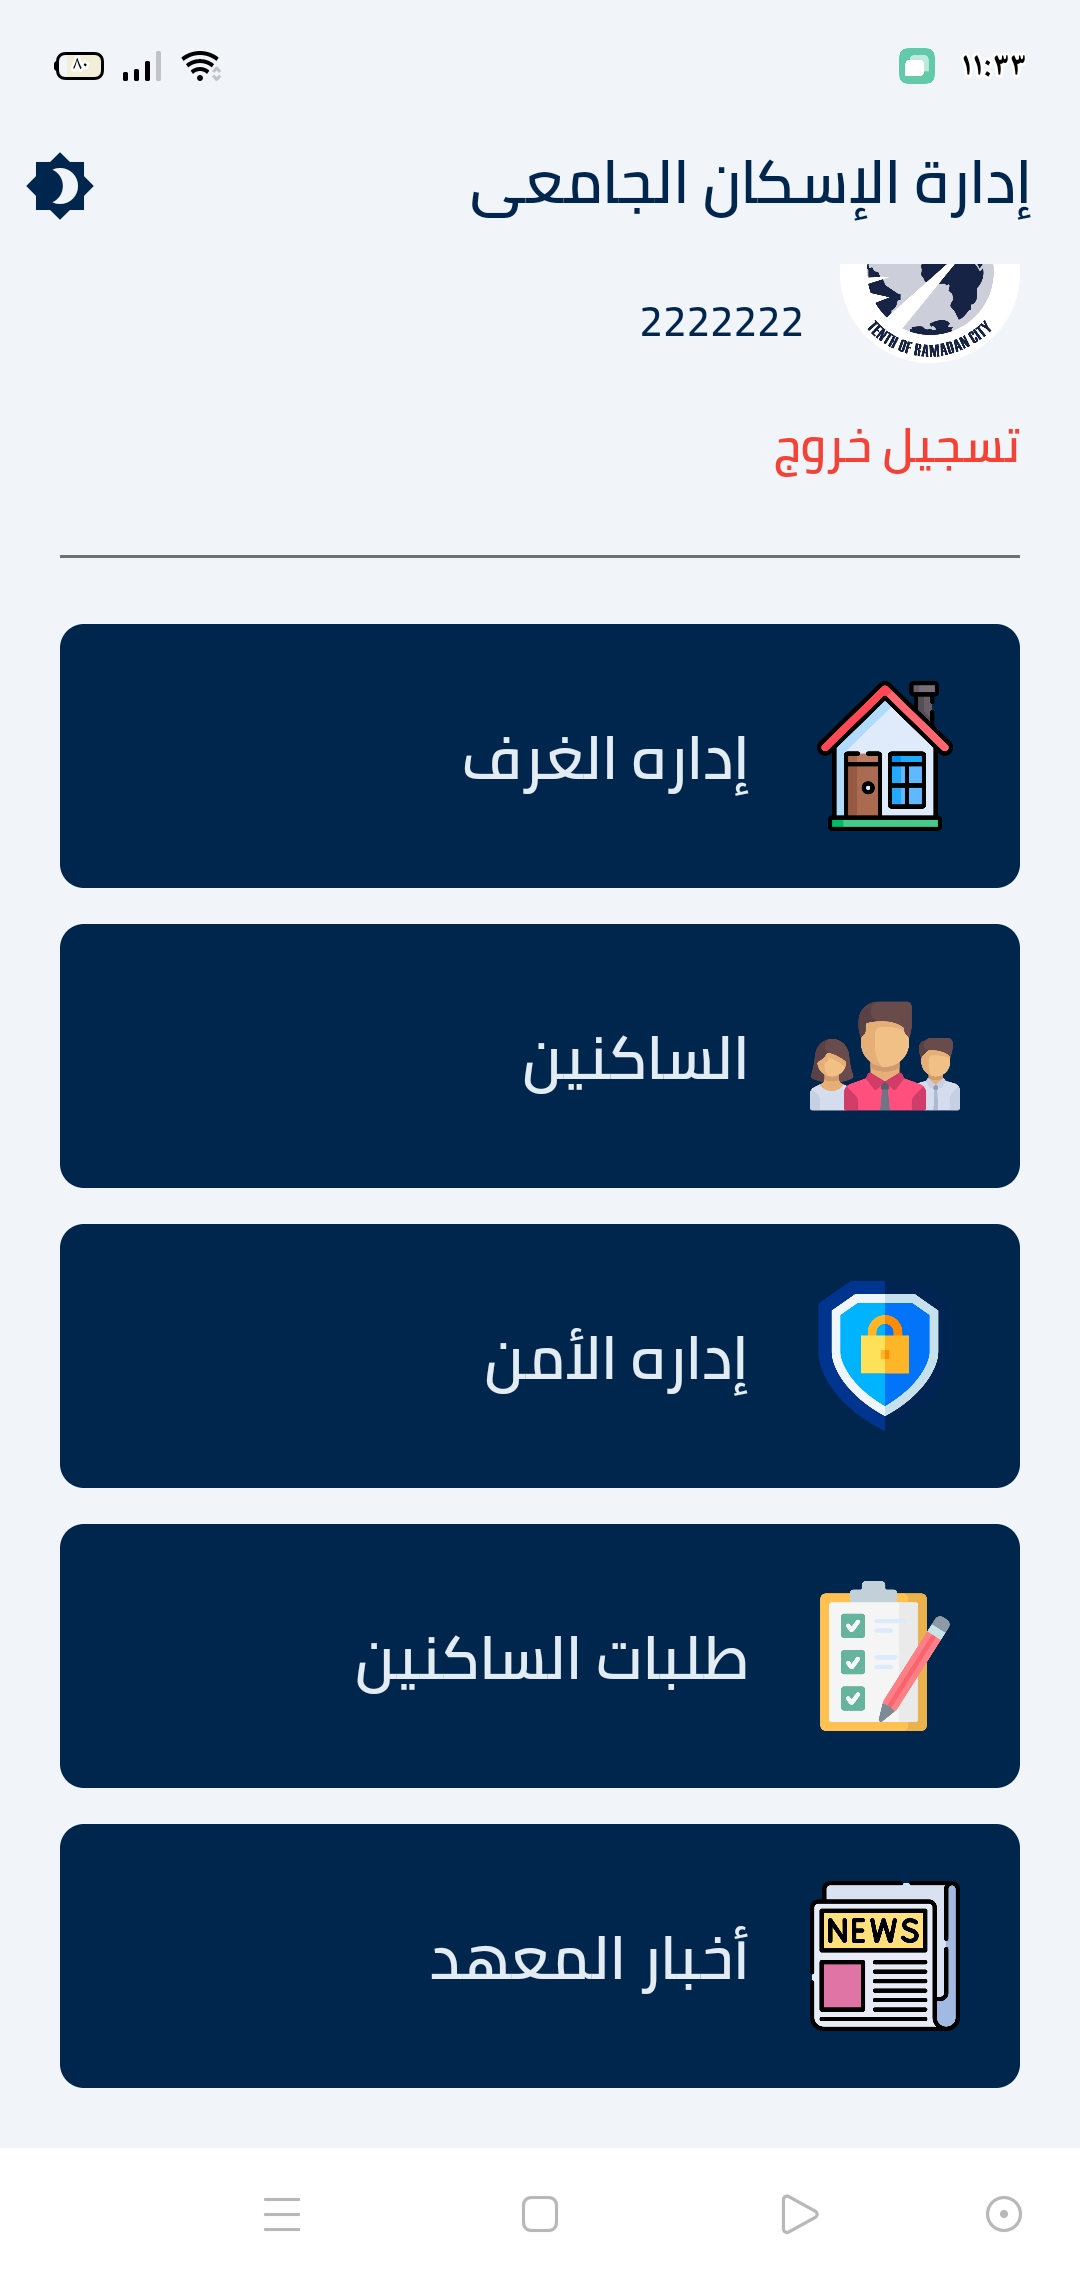 ١١:٣٣
٨٠
إدارة الإسكان الجامعى
TENTH OF RAMADAN CITY
2222222
تسجيل خروج
إداره الغرف
الساكنين
إداره الأمن
طلبات الساكنين
NEWS
أخبار المعهد